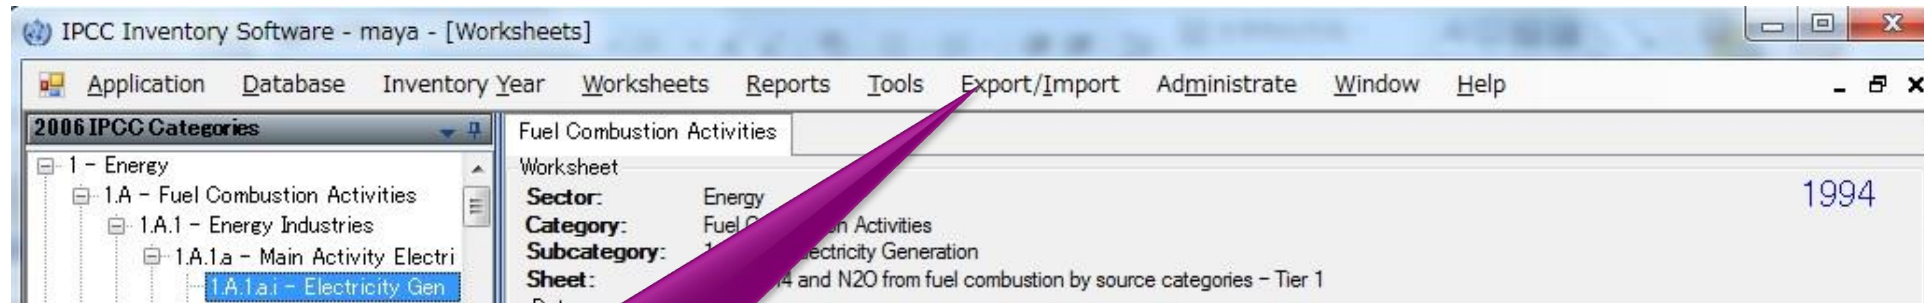 IPCC Inventory Software - maya - [Worksheets]
Application Database Inventory Year Worksheets Reports Tools Export/Import Administrate Window Help
2006 IPCC Categories
Fuel Combustion Activities
1 - Energy
1.A - Fuel Combustion Activities
1.A.1 - Energy Industries
1.A.1.a - Main Activity Electri
1.A.1.a.i - Electricity Gen
Worksheet
1994
Sector: Energy
Category: Fuel Activities
Subcategory: Electricity Generation
Sheet: and N2O from fuel combustion by source categories - Tier 1